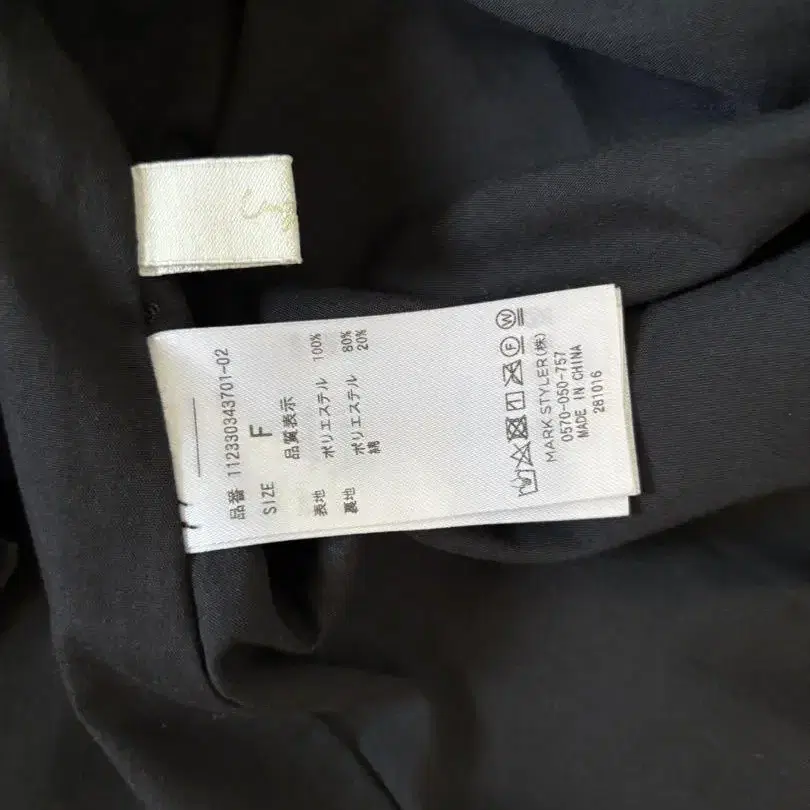 品番 112330343701-02
SIZE F
品質表示
表地 ポリエステル 100%
裏地 ポリエステル 80%
綿 20%
MARK STYLER(株)
0570-050-757
MADE IN CHINA
281016